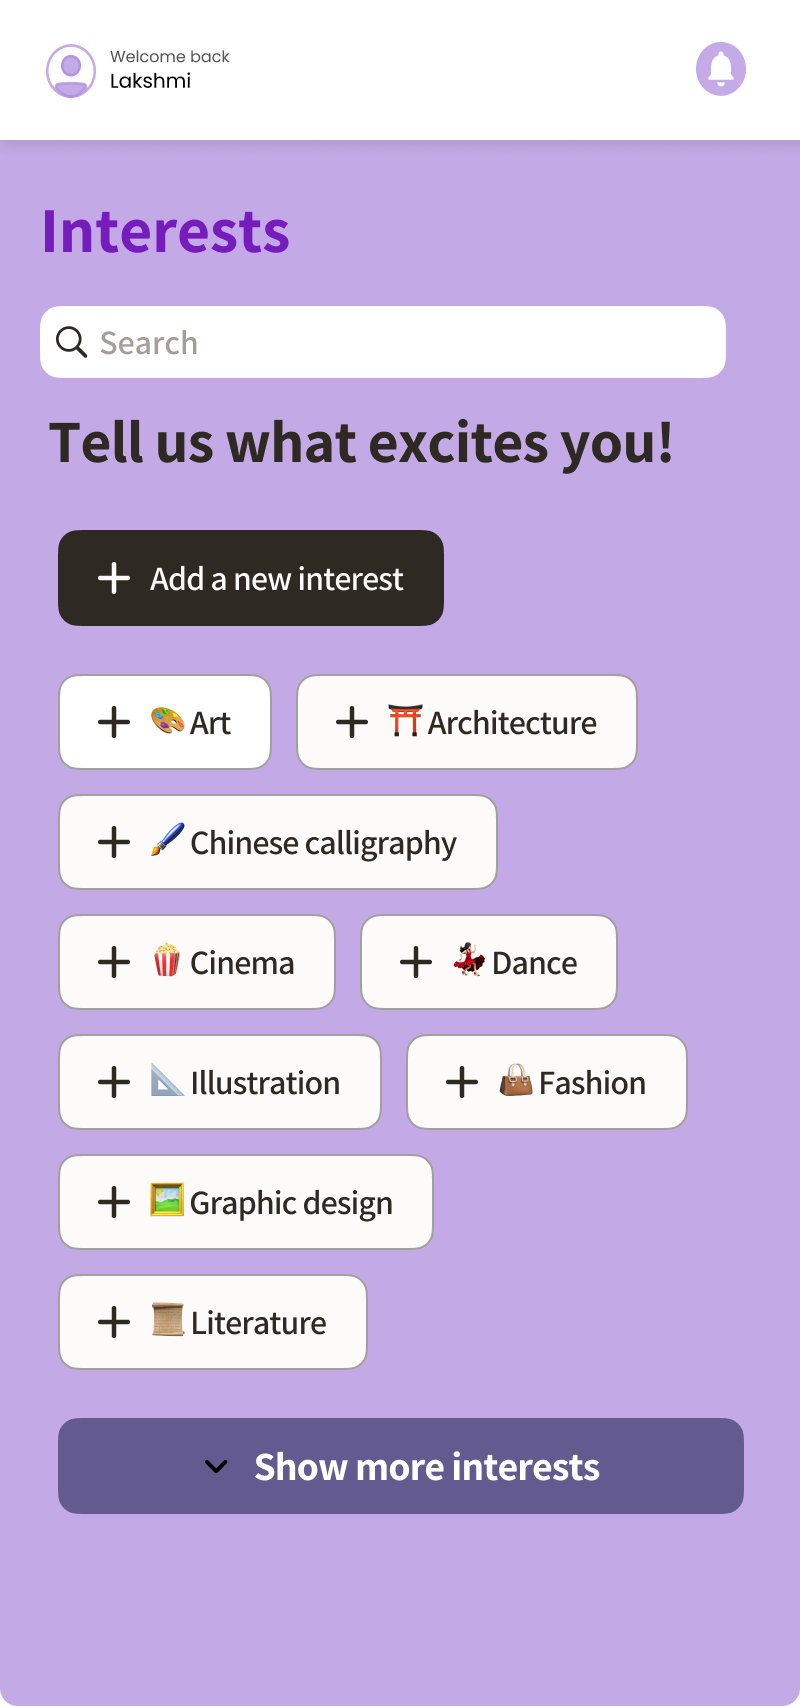 Welcome back
Lakshmi
Interests
Search
Tell us what excites you!
Add a new interest
Art
Architecture
Chinese calligraphy
Cinema
Dance
Illustration
Fashion
Graphic design
Literature
Show more interests